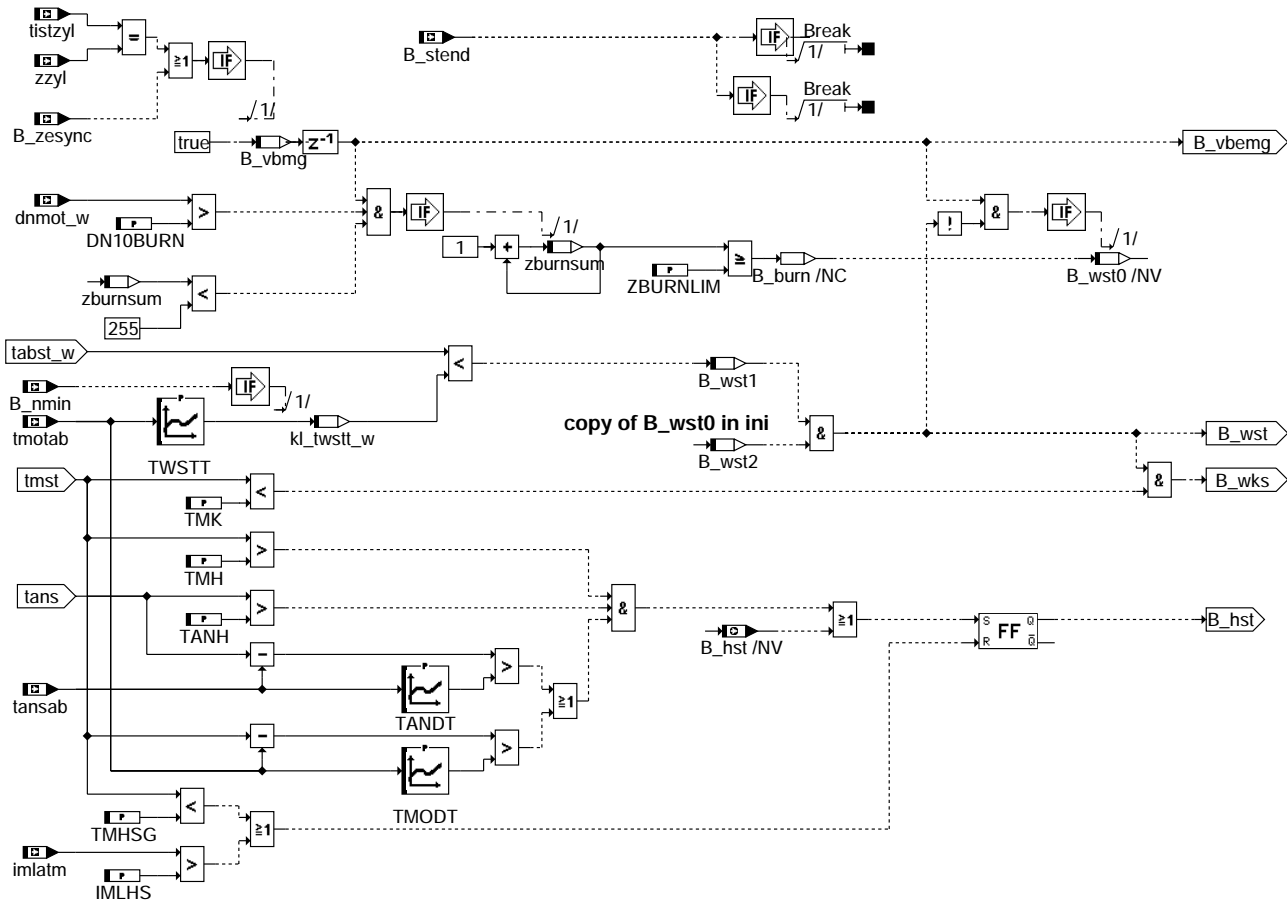 tistzyl
=
zzyl
≥1
IF
/1/
B_zesync
B_stend
IF
Break
/1/
IF
Break
/1/
true
B_vbmg
z-1
B_vbemg
dnmot_w
>
P
DN10BURN
&
IF
/1/
1
+
zburnsum
P
ZBURNLIM
≥
B_burn /NC
!
&
IF
/1/
B_wst0 /NV
zburnsum
<
255
tabst_w
<
B_wst1
B_nmin
IF
/1/
tmotab
P
TWSTT
kl_twstt_w
copy of B_wst0 in ini
B_wst2
&
B_wst
tmst
<
P
TMK
&
B_wks
>
P
TMH
tans
>
P
TANH
&
B_hst /NV
≥1
S Q
FF
R Q̅
B_hst
-
>
tansab
P
TANDT
≥1
-
>
P
TMODT
<
P
TMHSG
≥1
imlatm
>
P
IMLHS